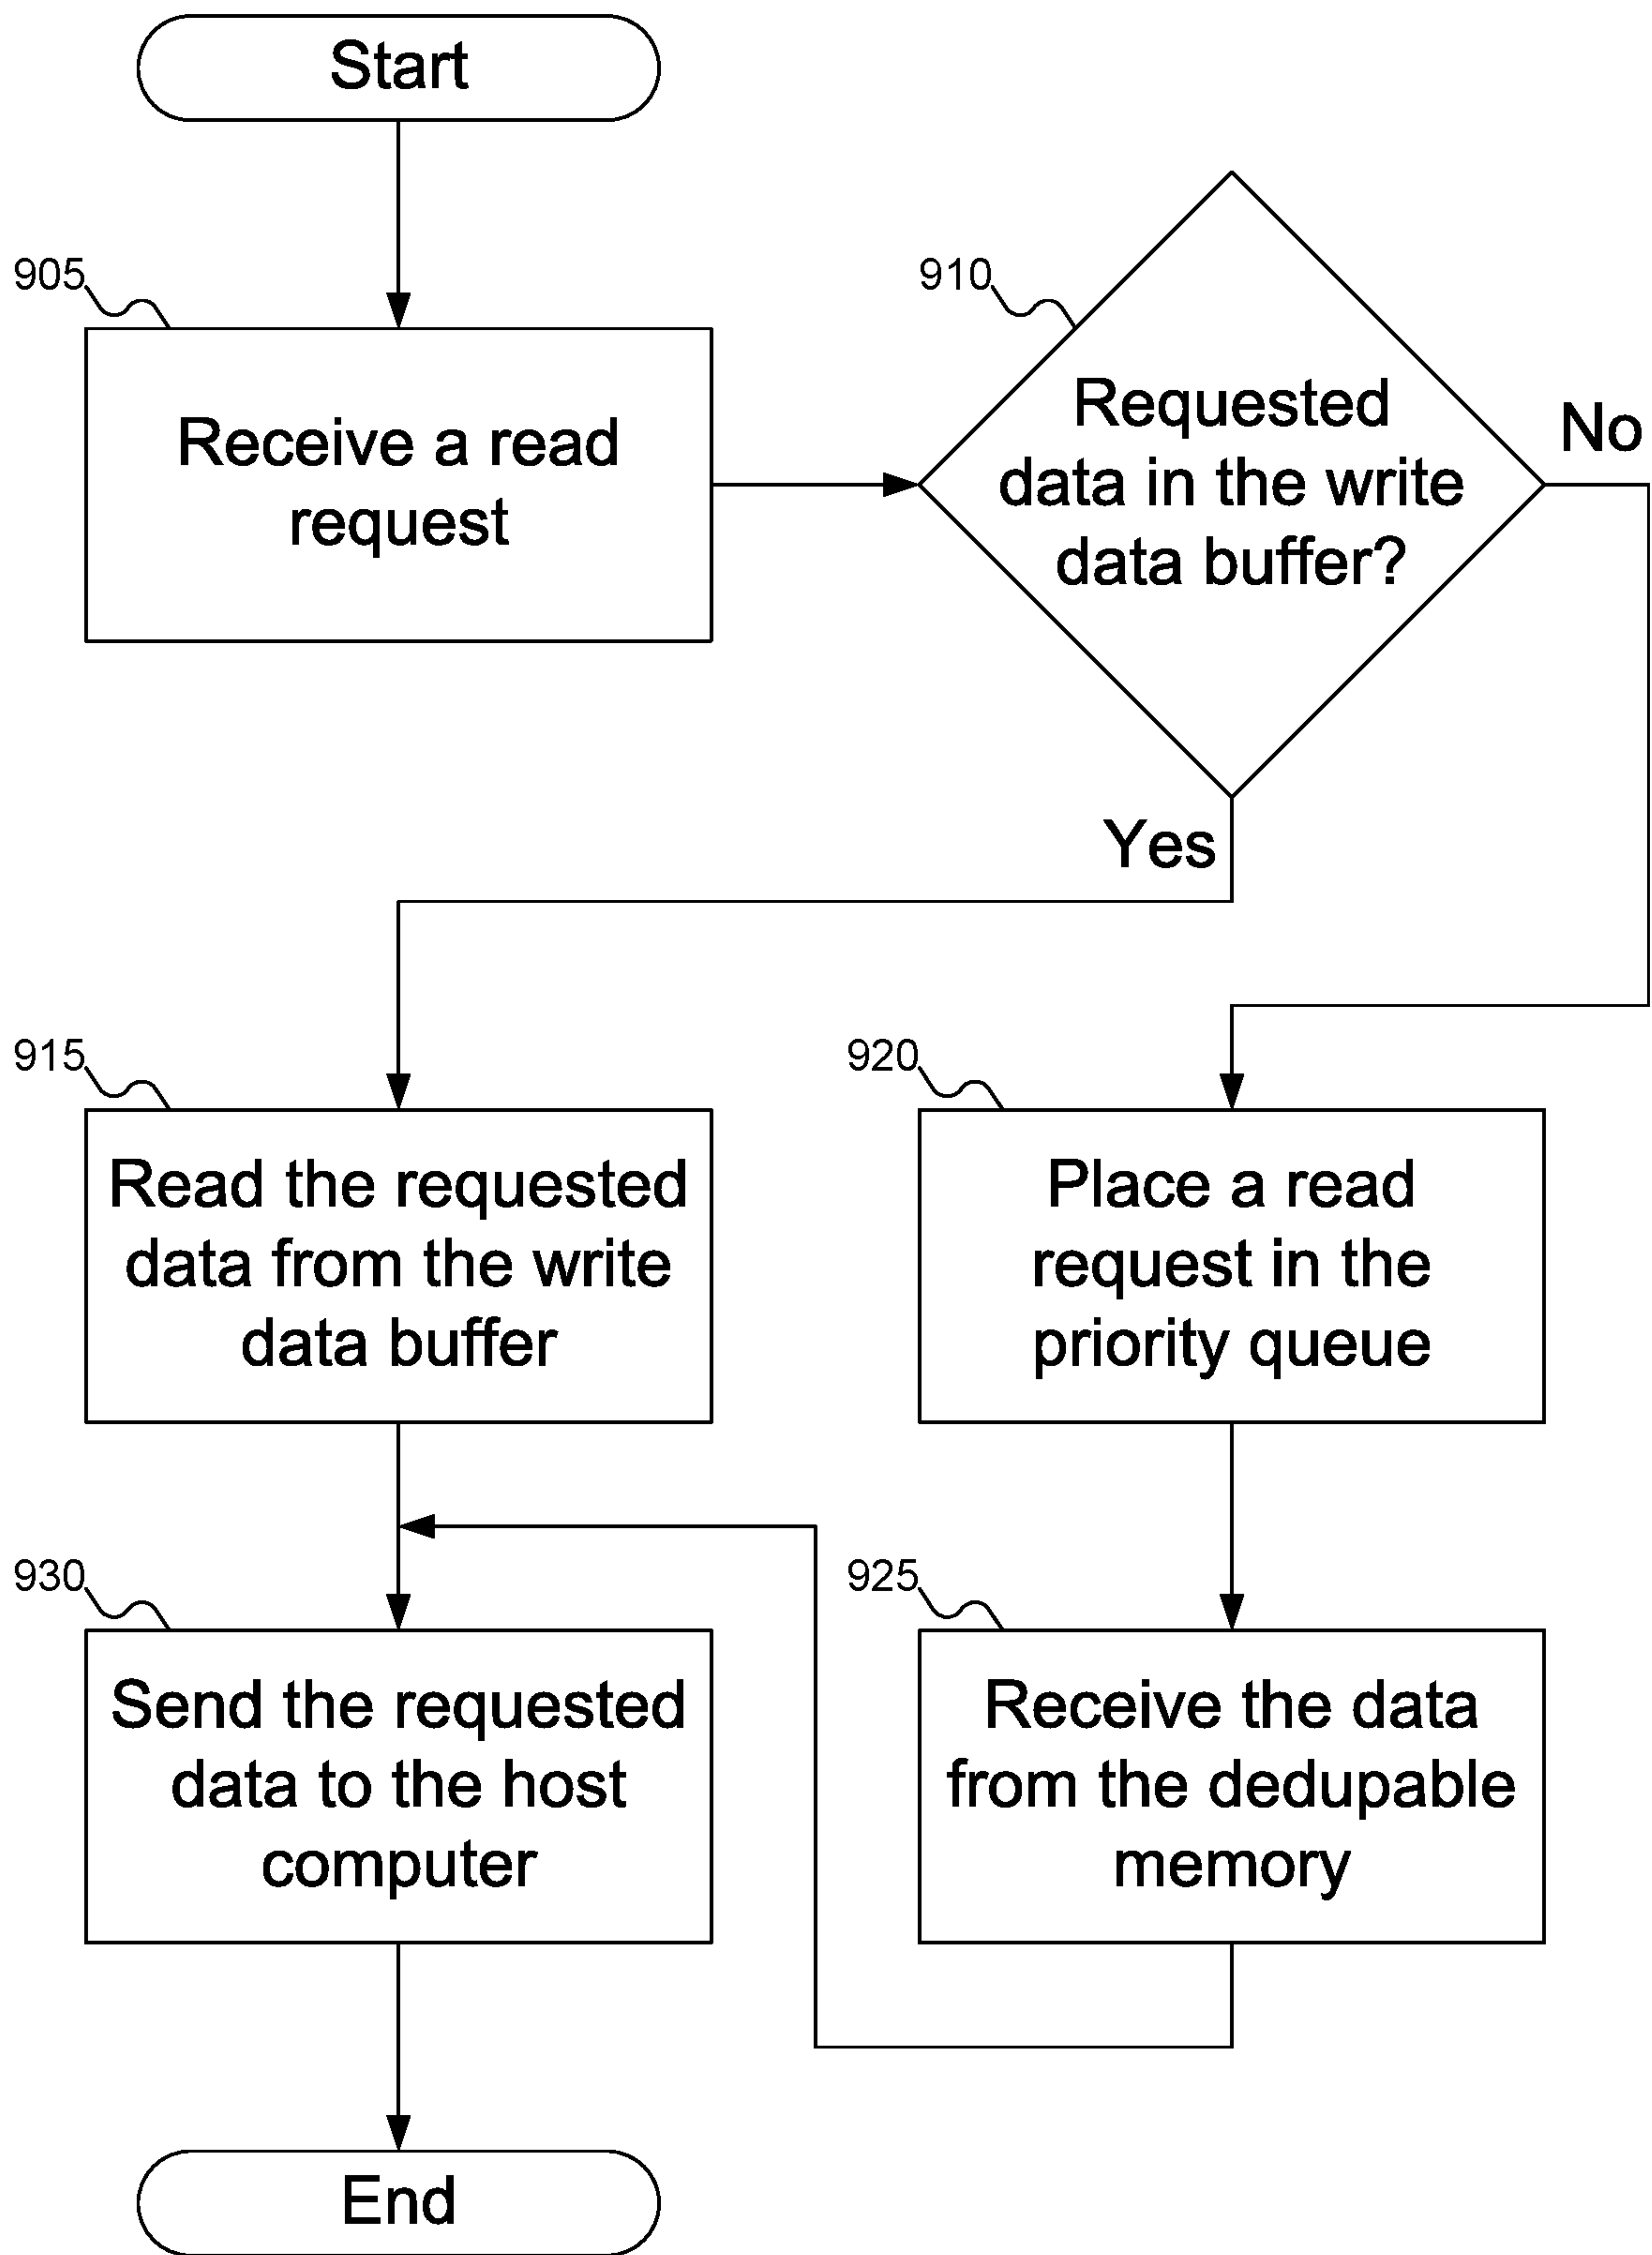 Start
905
Receive a read
request
910
Requested
data in the write
data buffer?
No
Yes
915
Read the requested
data from the write
data buffer
920
Place a read
request in the
priority queue
930
Send the requested
data to the host
computer
925
Receive the data
from the dedupable
memory
End